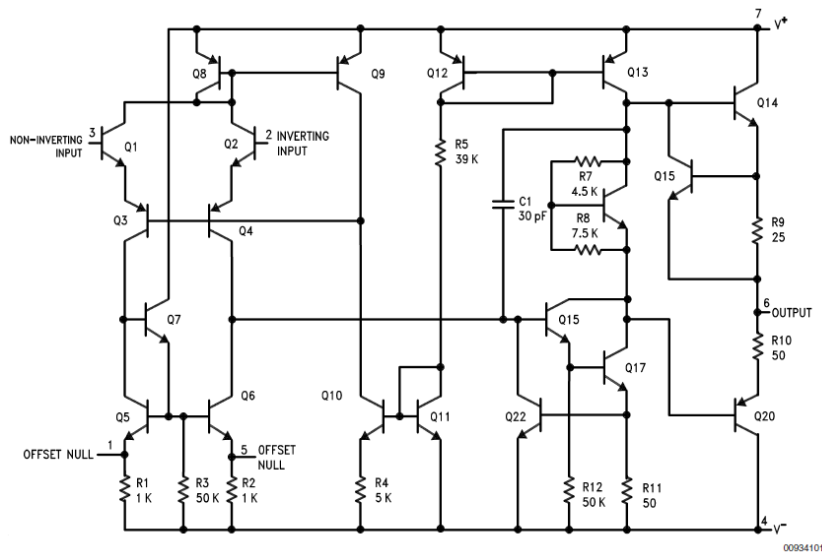 7 V+
Q8
Q9
Q12
Q13
Q14
NON-INVERTING
INPUT
3
Q1
Q2
2 INVERTING
INPUT
R5
39 K
R7
4.5 K
Q15
C1
30 pF
R8
7.5 K
Q3
Q4
R9
25
6
OUTPUT
Q7
Q15
R10
50
Q17
Q5
Q6
Q10
Q11
Q22
Q20
1
OFFSET NULL
5 OFFSET
NULL
R1
1 K
R3
50 K
R2
1 K
R4
5 K
R12
50 K
R11
50
4 V-
00934101